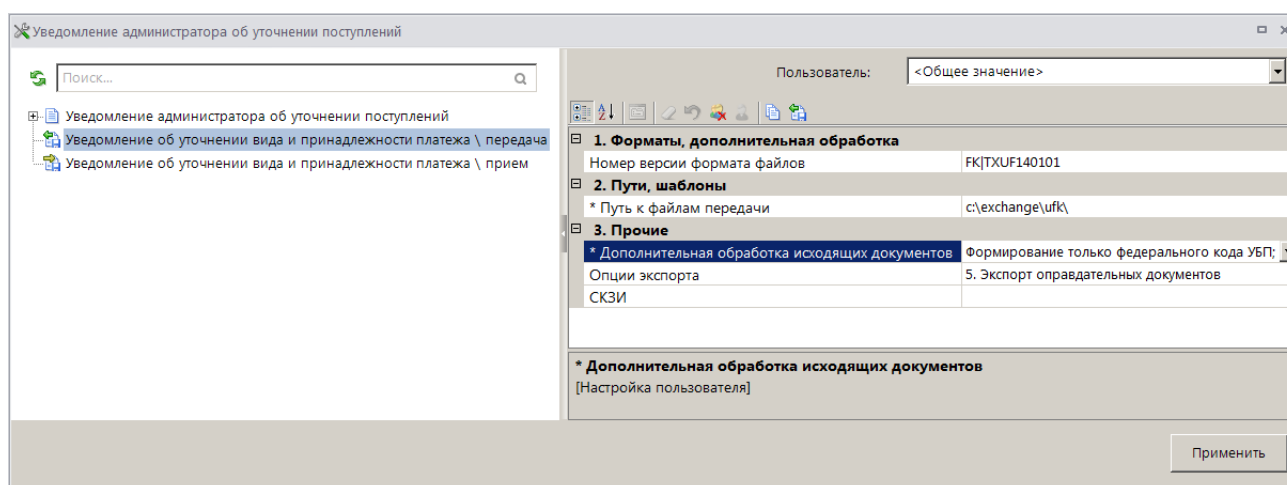 Уведомление администратора об уточнении поступлений
Поиск...
Уведомление администратора об уточнении поступлений
Уведомление об уточнении вида и принадлежности платежа \ передача
Уведомление об уточнении вида и принадлежности платежа \ прием
Пользователь: <Общее значение>
1. Форматы, дополнительная обработка
Номер версии формата файлов FK|TXUF140101
2. Пути, шаблоны
* Путь к файлам передачи c:\exchange\ufk\
3. Прочие
* Дополнительная обработка исходящих документов Формирование только федерального кода УБП;
Опции экспорта 5. Экспорт оправдательных документов
СКЗИ
* Дополнительная обработка исходящих документов
[Настройка пользователя]
Применить